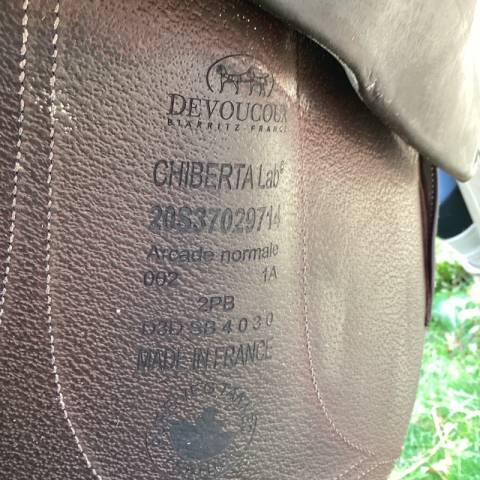 DEVOUCOUX
BIARRITZ FRANCE
CHIBERTA Lab®
20S37029714
Arcade normale
002 1A
2PB
D3D SB 4 0 3 0
MADE IN FRANCE